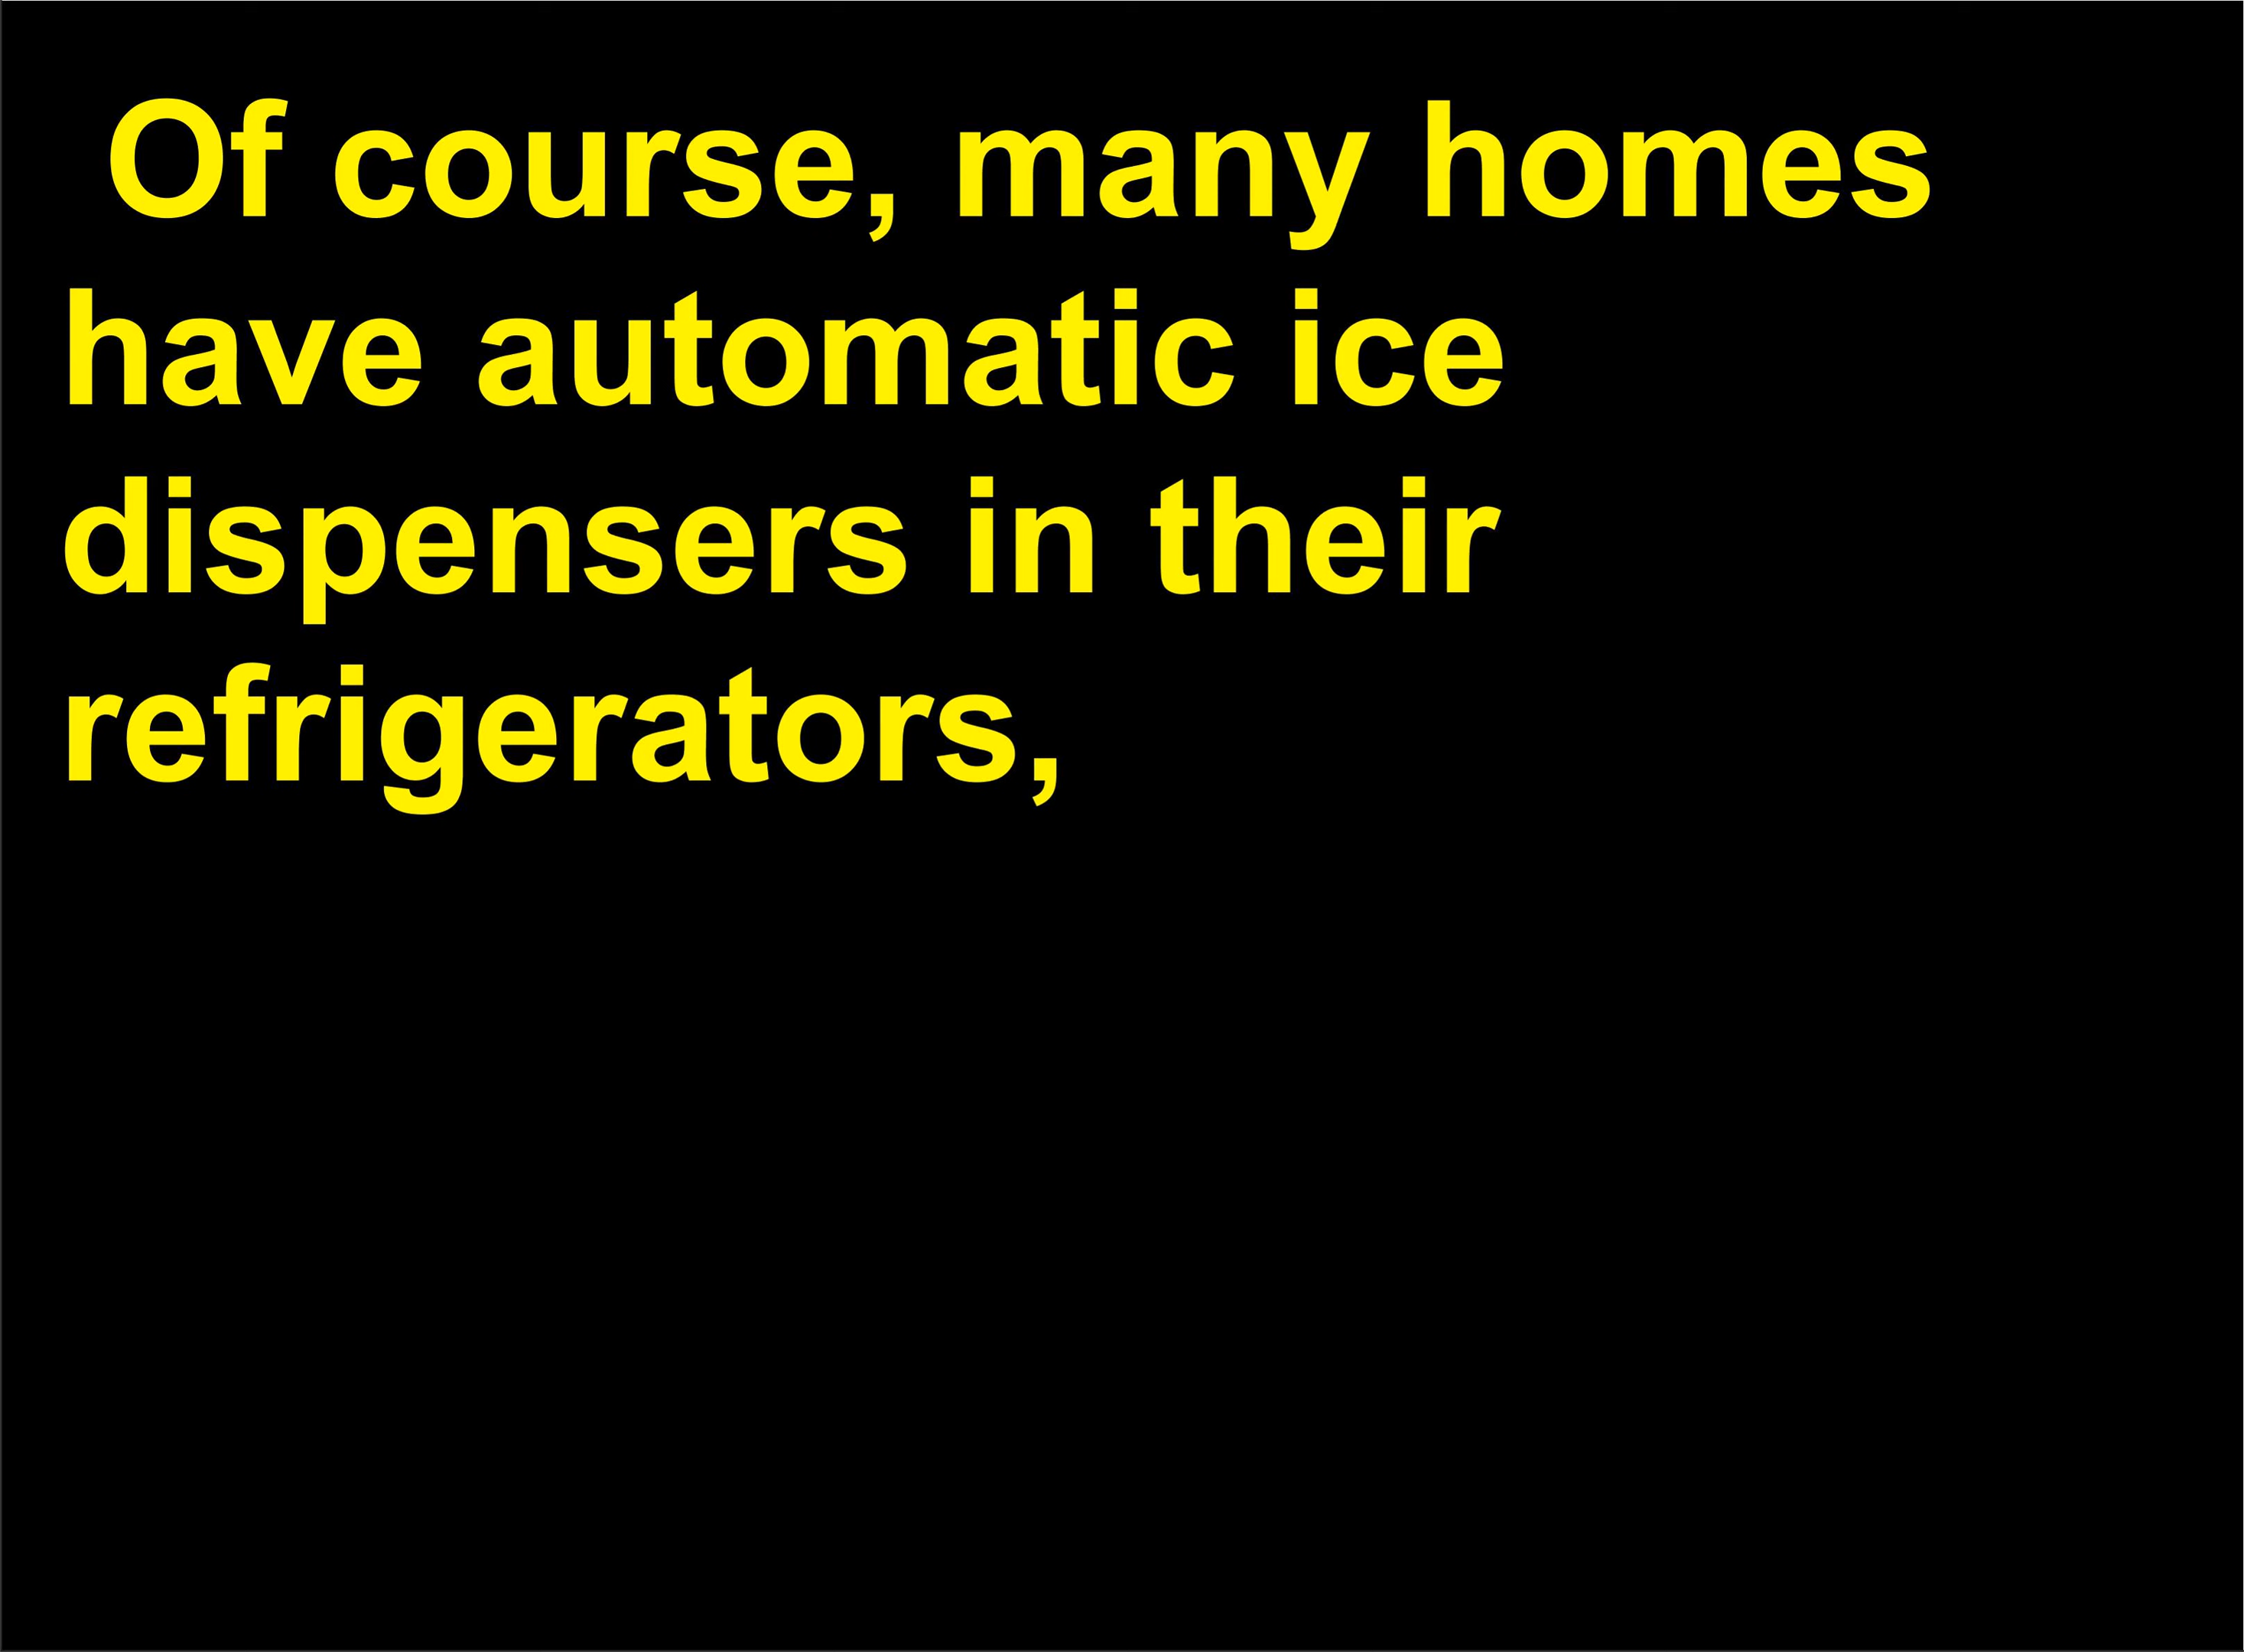 Of course, many homes
have automatic ice
dispensers in their
refrigerators,